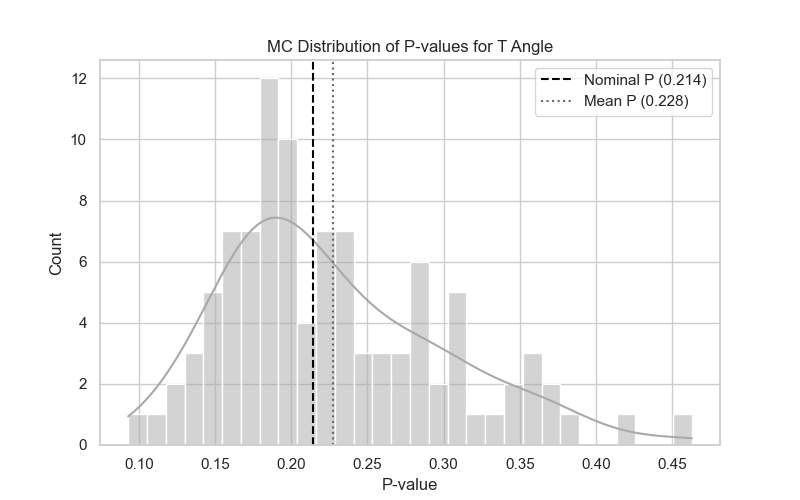 MC Distribution of P-values for T Angle
Nominal P (0.214)
Mean P (0.228)
Count
12
10
8
6
4
2
0
0.10 0.15 0.20 0.25 0.30 0.35 0.40 0.45
P-value